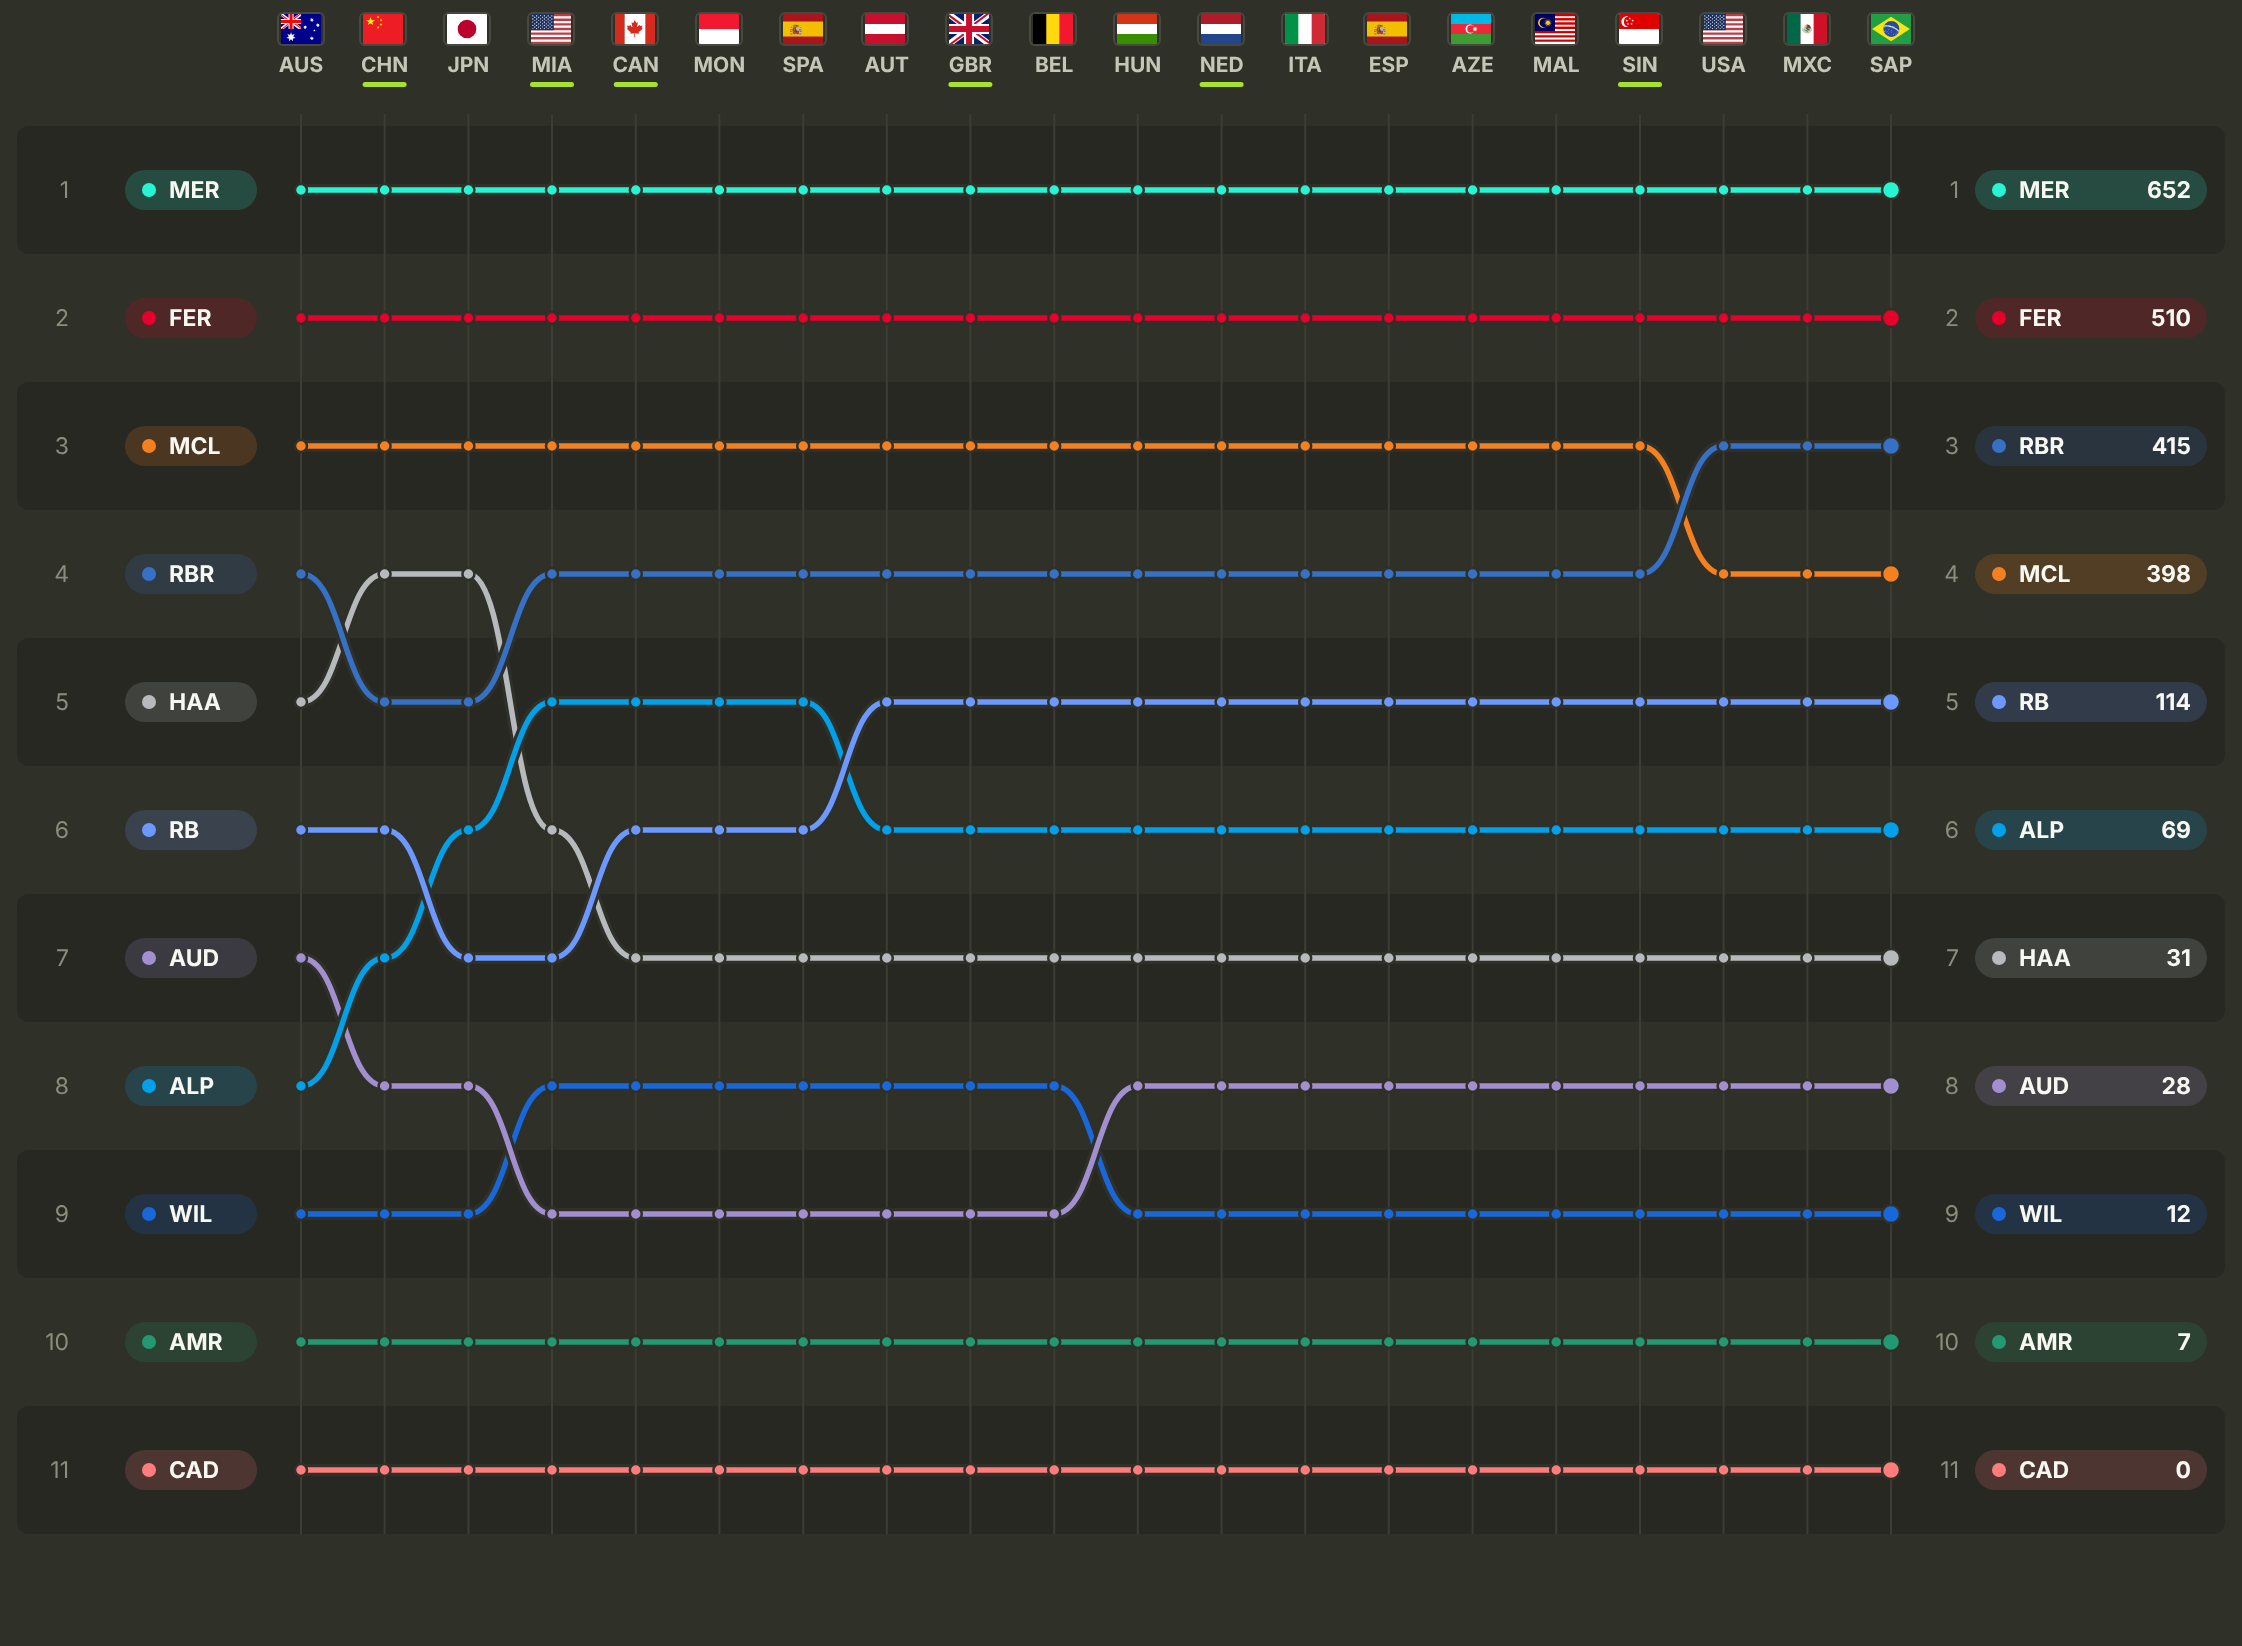 AUS CHN JPN MIA CAN MON SPA AUT GBR BEL HUN NED ITA ESP AZE MAL SIN USA MXC SAP
1 MER 1 MER 652
2 FER 2 FER 510
3 MCL 3 RBR 415
4 RBR 4 MCL 398
5 HAA 5 RB 114
6 RB 6 ALP 69
7 AUD 7 HAA 31
8 ALP 8 AUD 28
9 WIL 9 WIL 12
10 AMR 10 AMR 7
11 CAD 11 CAD 0